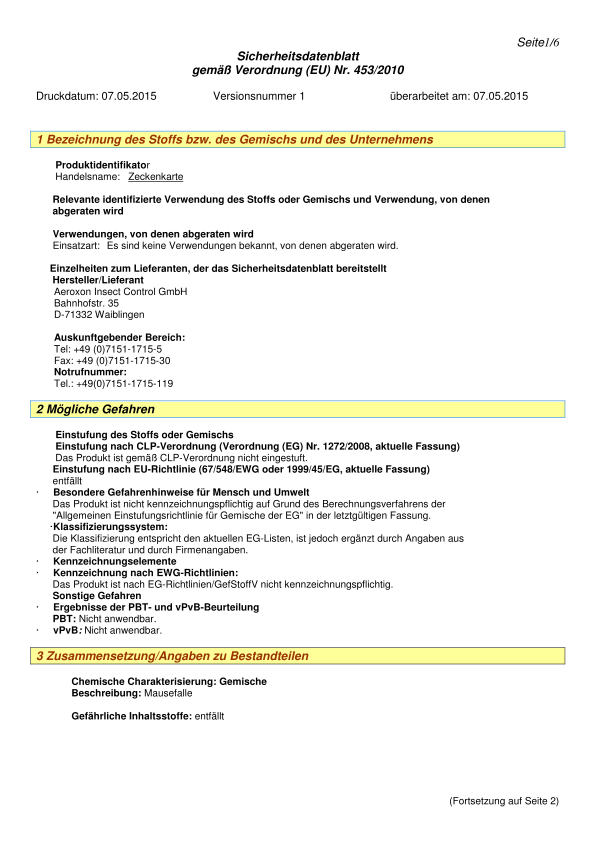 Seite1/6
Sicherheitsdatenblatt
gemäß Verordnung (EU) Nr. 453/2010
Druckdatum: 07.05.2015 Versionsnummer 1 überarbeitet am: 07.05.2015
1 Bezeichnung des Stoffs bzw. des Gemischs und des Unternehmens
Produktidentifikator
Handelsname: Zeckenkarte
Relevante identifizierte Verwendung des Stoffs oder Gemischs und Verwendung, von denen
abgeraten wird
Verwendungen, von denen abgeraten wird
Einsatzart: Es sind keine Verwendungen bekannt, von denen abgeraten wird.
Einzelheiten zum Lieferanten, der das Sicherheitsdatenblatt bereitstellt
Hersteller/Lieferant
Aeroxon Insect Control GmbH
Bahnhofstr. 35
D-71332 Waiblingen
Auskunftgebender Bereich:
Tel: +49 (0)7151-1715-5
Fax: +49 (0)7151-1715-30
Notrufnummer:
Tel.: +49(0)7151-1715-119
2 Mögliche Gefahren
Einstufung des Stoffs oder Gemischs
Einstufung nach CLP-Verordnung (Verordnung (EG) Nr. 1272/2008, aktuelle Fassung)
Das Produkt ist gemäß CLP-Verordnung nicht eingestuft.
Einstufung nach EU-Richtlinie (67/548/EWG oder 1999/45/EG, aktuelle Fassung)
entfällt
· Besondere Gefahrenhinweise für Mensch und Umwelt
Das Produkt ist nicht kennzeichnungspflichtig auf Grund des Berechnungsverfahrens der
"Allgemeinen Einstufungsrichtlinie für Gemische der EG" in der letztgültigen Fassung.
·Klassifizierungssystem:
Die Klassifizierung entspricht den aktuellen EG-Listen, ist jedoch ergänzt durch Angaben aus
der Fachliteratur und durch Firmenangaben.
· Kennzeichnungselemente
· Kennzeichnung nach EWG-Richtlinien:
Das Produkt ist nach EG-Richtlinien/GefStoffV nicht kennzeichnungspflichtig.
Sonstige Gefahren
· Ergebnisse der PBT- und vPvB-Beurteilung
PBT: Nicht anwendbar.
· vPvB: Nicht anwendbar.
3 Zusammensetzung/Angaben zu Bestandteilen
Chemische Charakterisierung: Gemische
Beschreibung: Mausefalle
Gefährliche Inhaltsstoffe: entfällt
(Fortsetzung auf Seite 2)